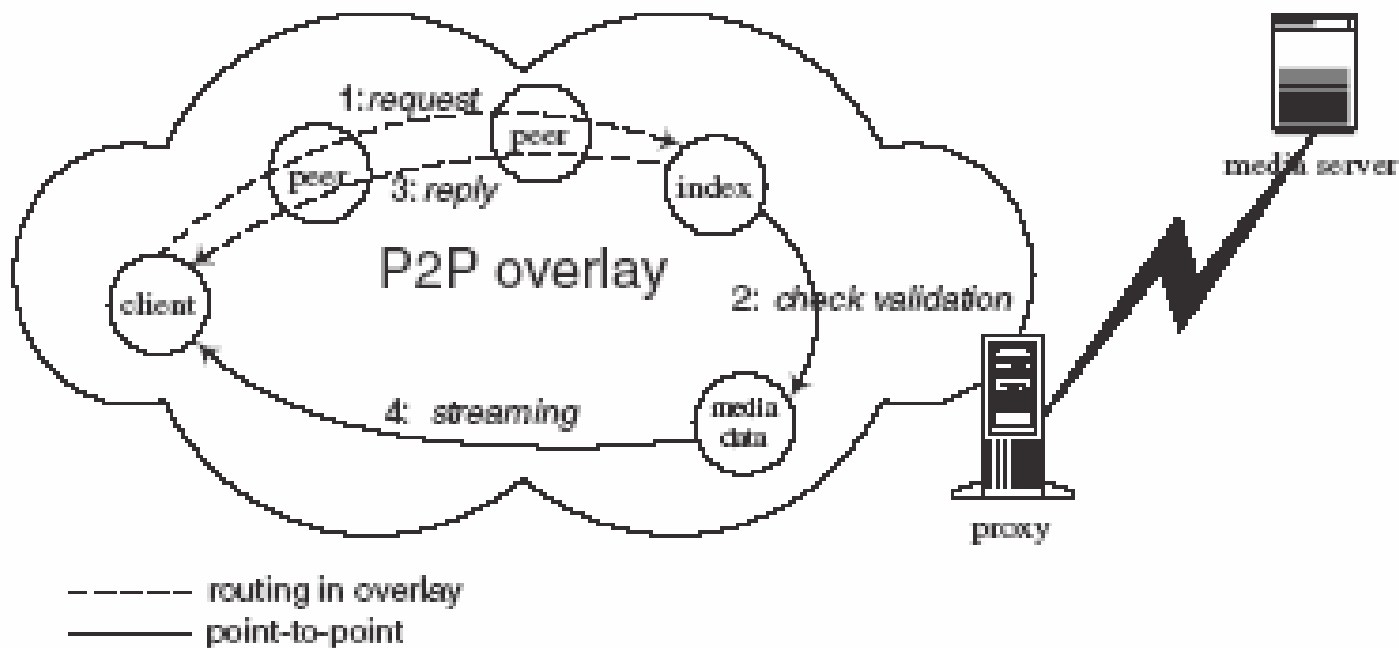 1:request
peer
peer
3: reply
index
media server
P2P overlay
client
2: check validation
4: streaming
media
data
proxy
routing in overlay
point-to-point